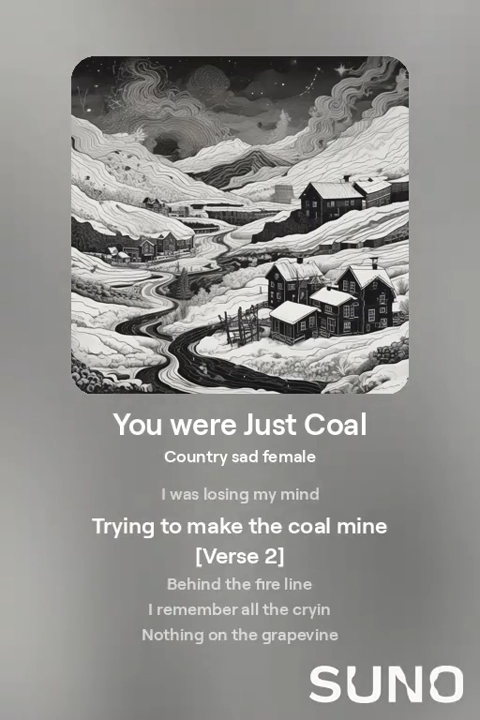 You were Just Coal
Country sad female
I was losing my mind
Trying to make the coal mine
[Verse 2]
Behind the fire line
I remember all the cryin
Nothing on the grapevine
SUNO